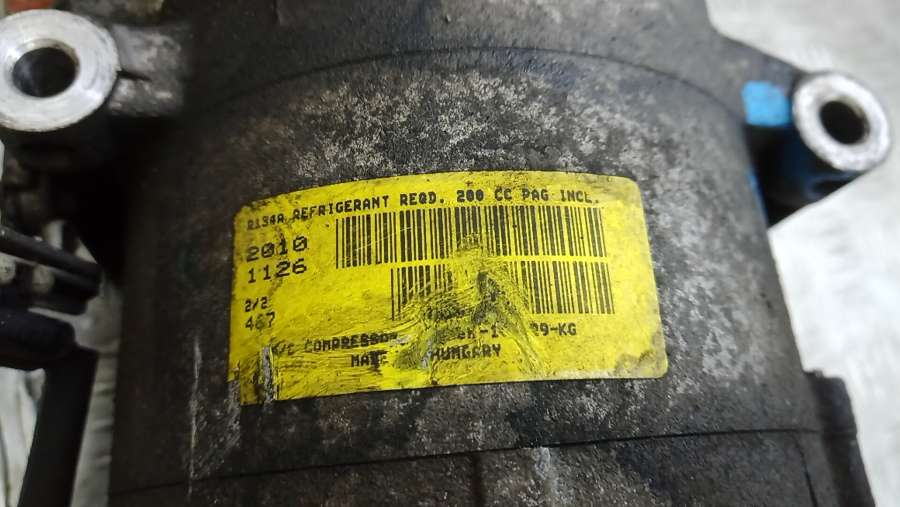 R134A REFRIGERANT REQD. 200 CC PAG INCL.
2010
1126
2/2
467
COMPRESSOR
HUNGARY